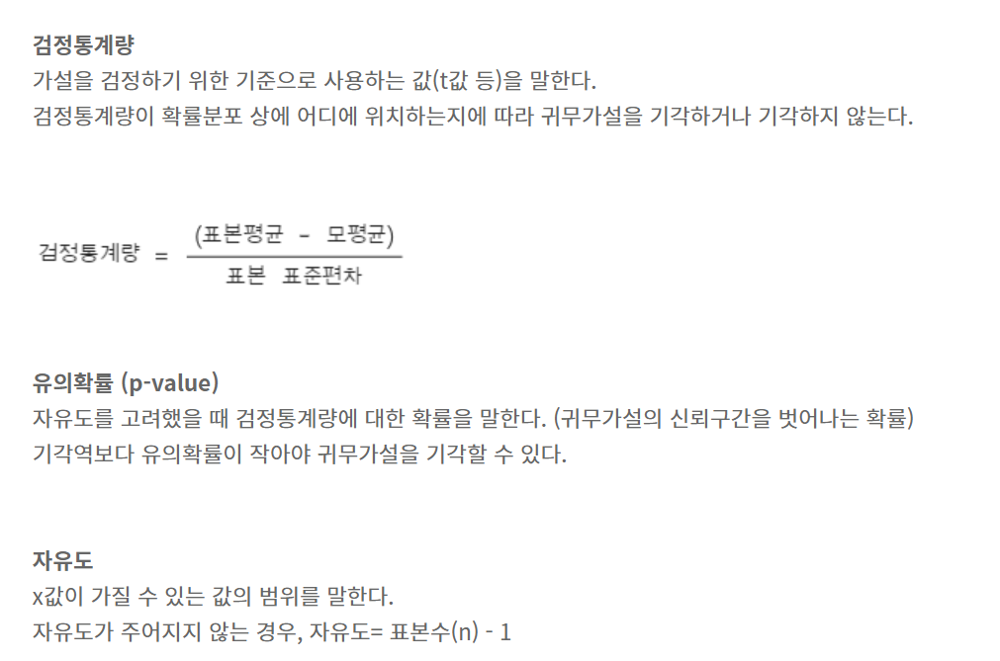 검정통계량
가설을 검정하기 위한 기준으로 사용하는 값(t값 등)을 말한다.
검정통계량이 확률분포 상에 어디에 위치하는지에 따라 귀무가설을 기각하거나 기각하지 않는다.
검정통계량 = (표본평균 - 모평균)
표본 표준편차
유의확률 (p-value)
자유도를 고려했을 때 검정통계량에 대한 확률을 말한다. (귀무가설의 신뢰구간을 벗어나는 확률)
기각역보다 유의확률이 작아야 귀무가설을 기각할 수 있다.
자유도
x값이 가질 수 있는 값의 범위를 말한다.
자유도가 주어지지 않는 경우, 자유도= 표본수(n) - 1